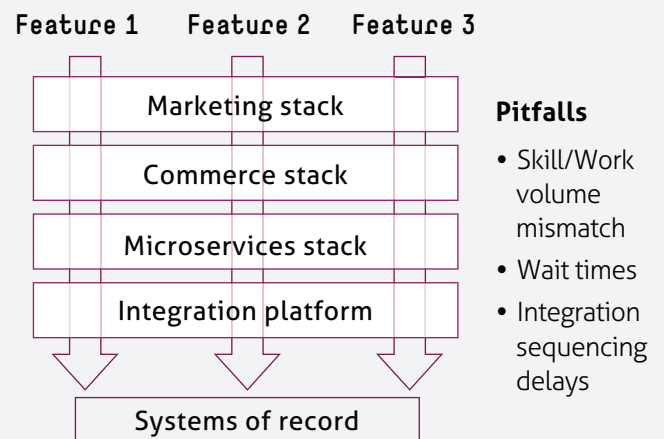 Feature 1 Feature 2 Feature 3
Marketing stack
Commerce stack
Microservices stack
Integration platform
Systems of record
Pitfalls
• Skill/Work
volume
mismatch
• Wait times
• Integration
sequencing
delays